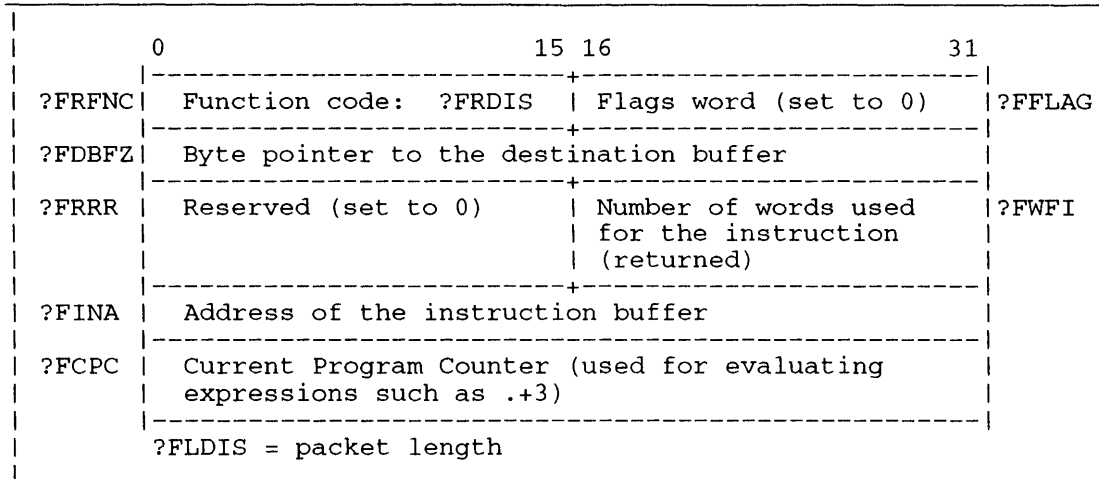 0 15 16 31
?FRFNC Function code: ?FRDIS Flags word (set to 0) ?FFLAG
?FDBFZ Byte pointer to the destination buffer
?FRRR Reserved (set to 0) Number of words used ?FWFI
for the instruction
(returned)
?FINA Address of the instruction buffer
?FCPC Current Program Counter (used for evaluating
expressions such as .+3)
?FLDIS = packet length